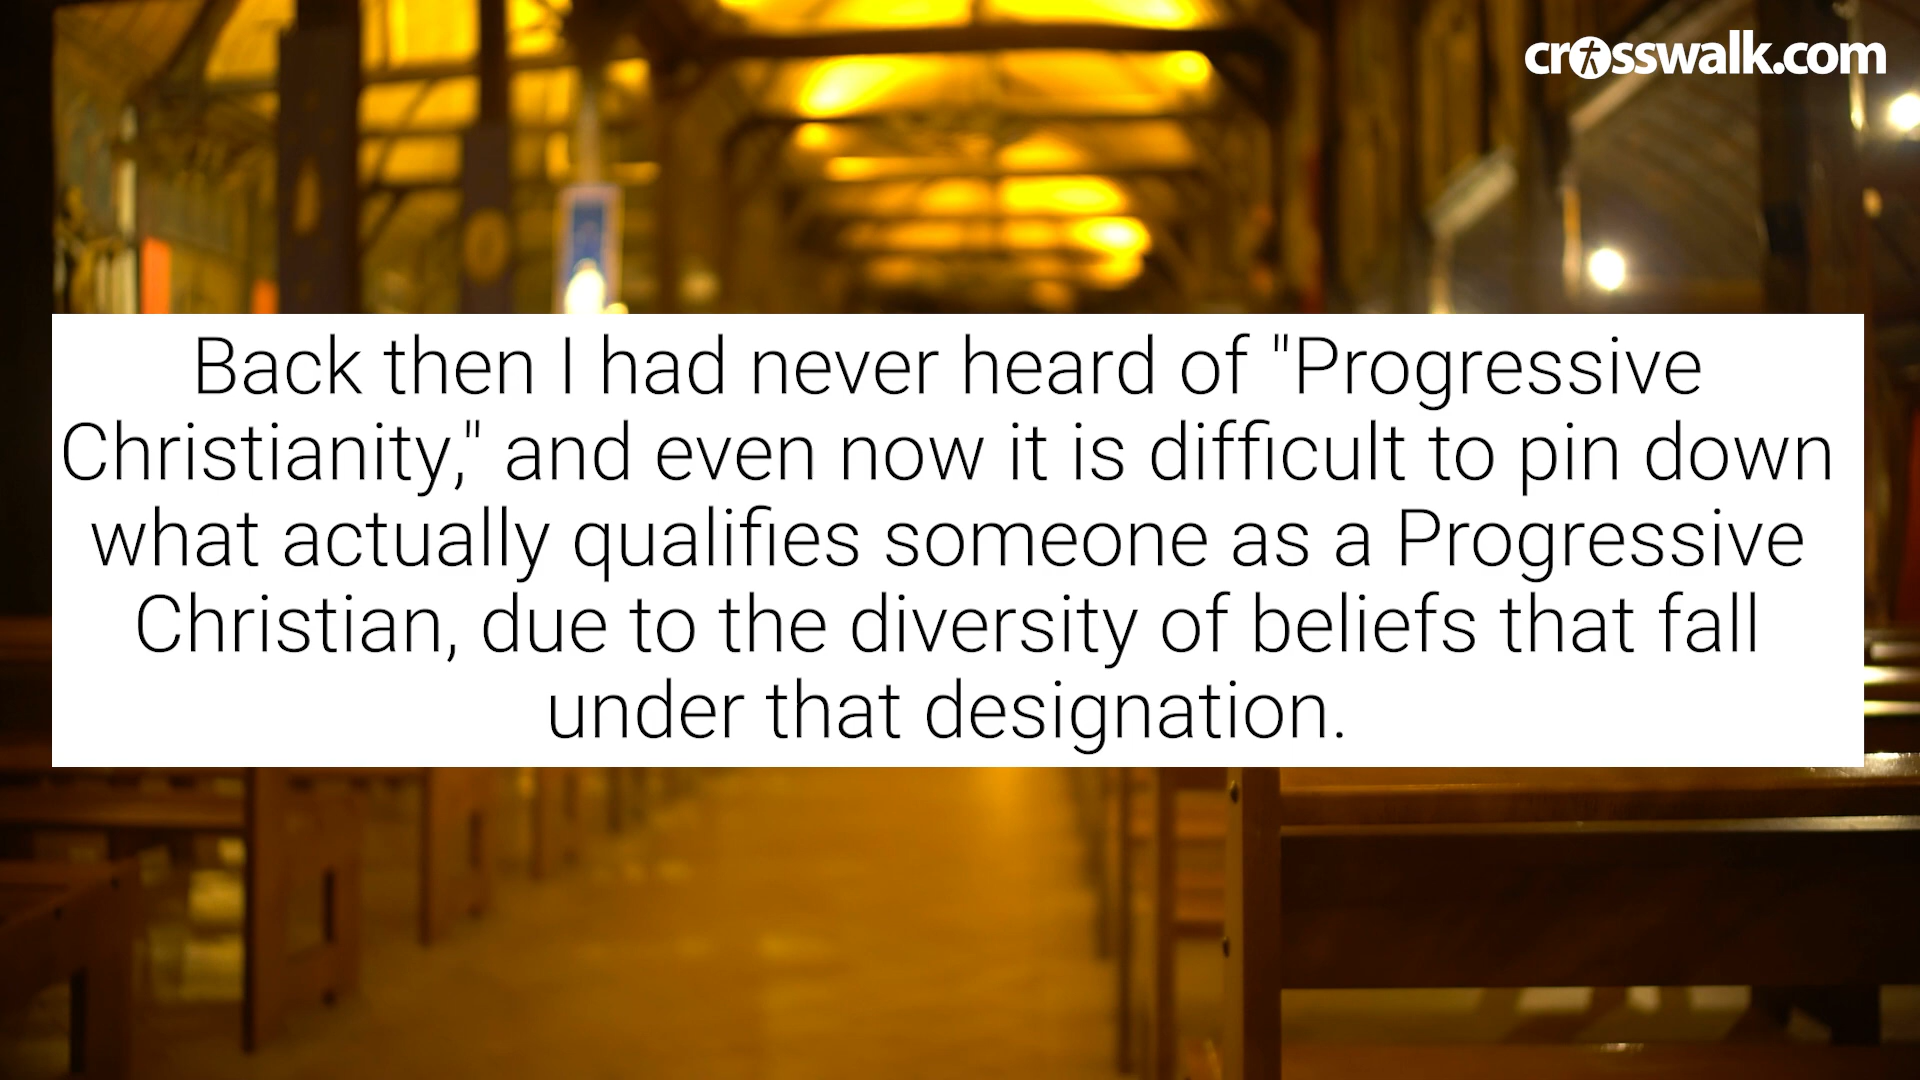 crosswalk.com
Back then I had never heard of "Progressive
Christianity," and even now it is difficult to pin down
what actually qualifies someone as a Progressive
Christian, due to the diversity of beliefs that fall
under that designation.